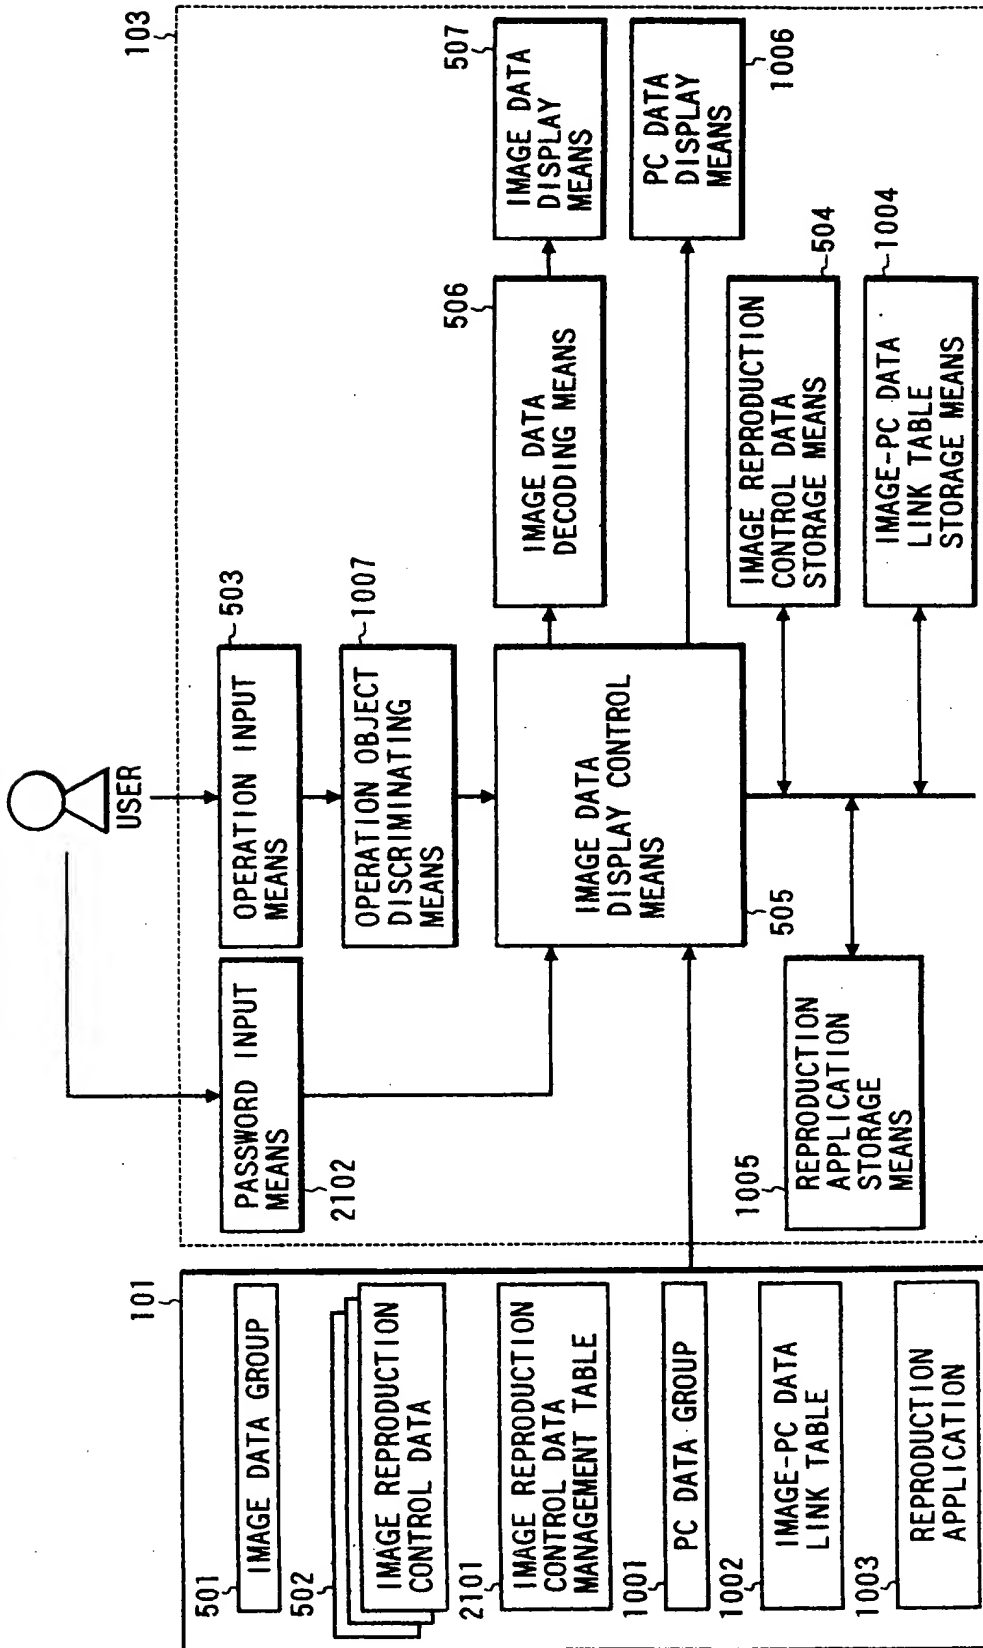 101
501
IMAGE DATA GROUP
502
IMAGE REPRODUCTION
CONTROL DATA
2101
IMAGE REPRODUCTION
CONTROL DATA
MANAGEMENT TABLE
1001
PC DATA GROUP
1002
IMAGE-PC DATA
LINK TABLE
1003
REPRODUCTION
APPLICATION
USER
103
PASSWORD INPUT
MEANS
2102
OPERATION INPUT
MEANS
503
OPERATION OBJECT
DISCRIMINATING
MEANS
1007
IMAGE DATA
DISPLAY CONTROL
MEANS
505
506
IMAGE DATA
DECODING MEANS
507
IMAGE DATA
DISPLAY
MEANS
PC DATA
DISPLAY
MEANS
1006
1005
REPRODUCTION
APPLICATION
STORAGE
MEANS
IMAGE REPRODUCTION
CONTROL DATA
STORAGE MEANS
504
IMAGE-PC DATA
LINK TABLE
STORAGE MEANS
1004